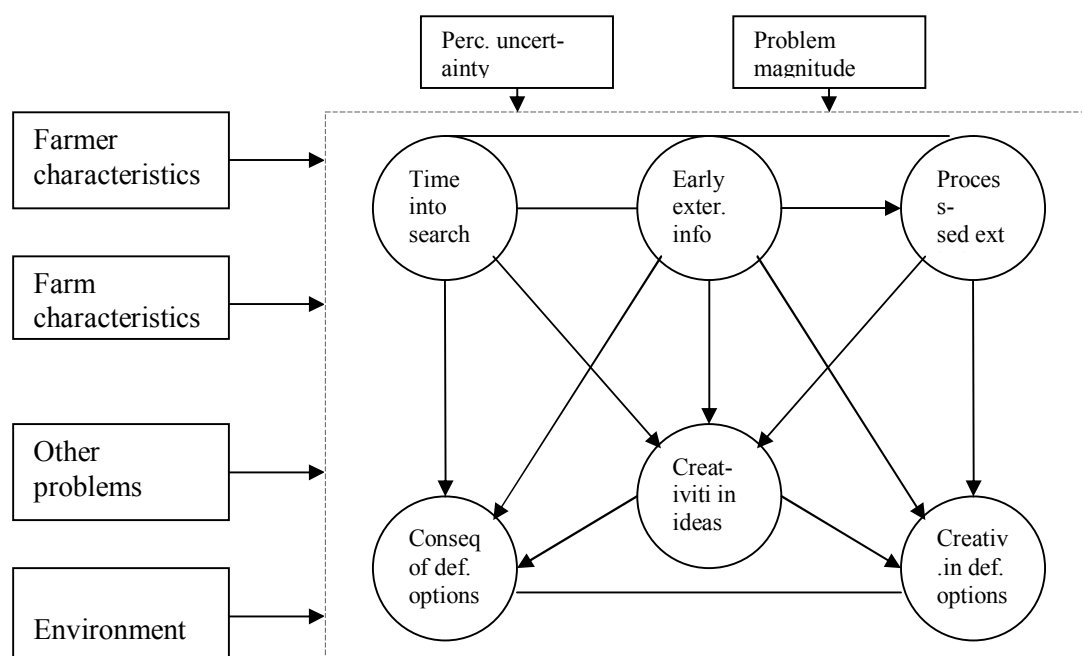 Perc. uncert-
ainty
Problem
magnitude
Farmer
characteristics
Farm
characteristics
Other
problems
Environment
Time
into
search
Early
exter.
info
Proces
s-
sed ext
Creat-
iviti in
ideas
Conseq
of def.
options
Creativ
.in def.
options